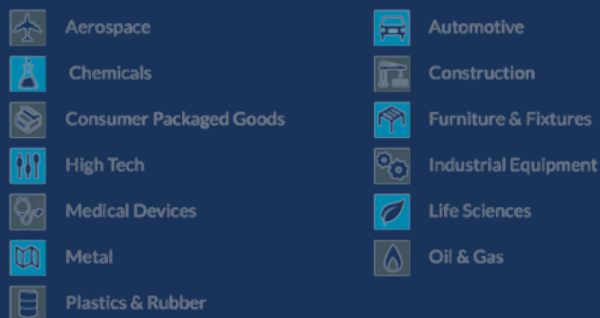 Aerospace
Automotive
Chemicals
Construction
Consumer Packaged Goods
Furniture & Fixtures
High Tech
Industrial Equipment
Medical Devices
Life Sciences
Metal
Oil & Gas
Plastics & Rubber